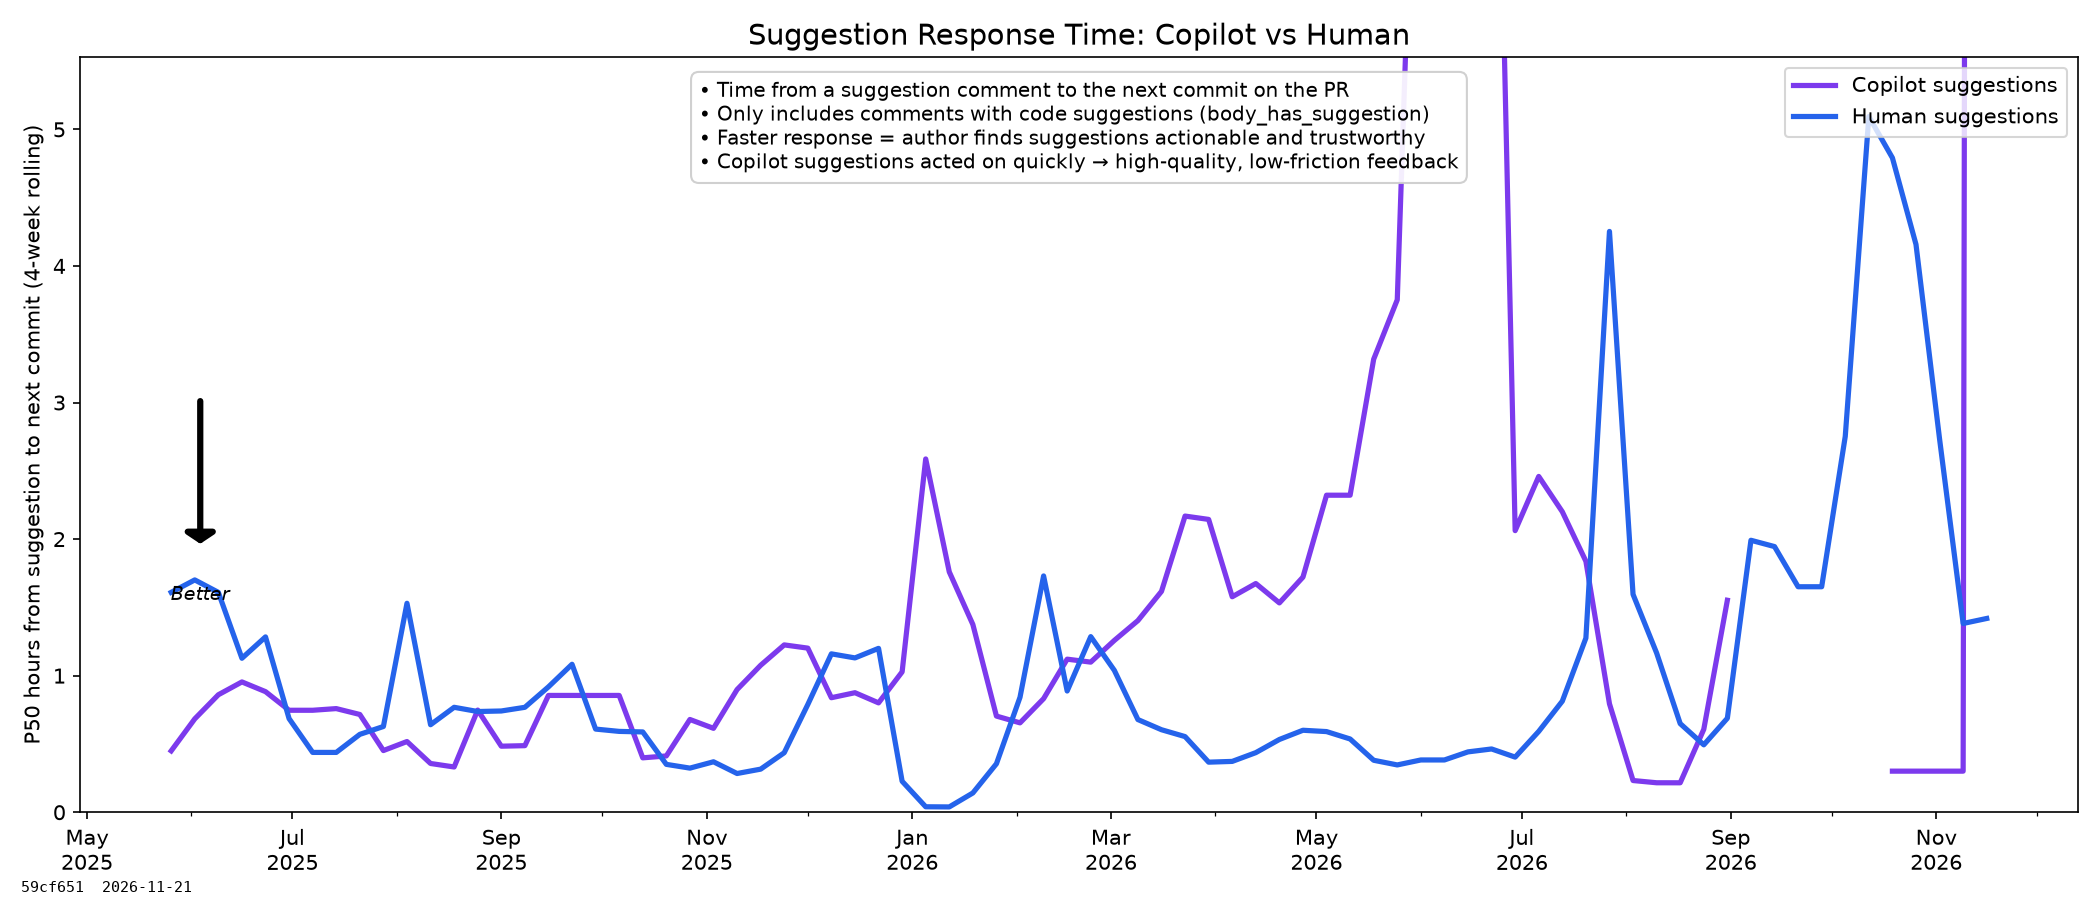 Suggestion Response Time: Copilot vs Human
• Time from a suggestion comment to the next commit on the PR
• Only includes comments with code suggestions (body_has_suggestion)
• Faster response = author finds suggestions actionable and trustworthy
• Copilot suggestions acted on quickly → high-quality, low-friction feedback
Copilot suggestions
Human suggestions
P50 hours from suggestion to next commit (4-week rolling)
5
4
3
2
1
0
Better
May
2025
Jul
2025
Sep
2025
Nov
2025
Jan
2026
Mar
2026
May
2026
Jul
2026
Sep
2026
Nov
2026
59cf651  2026-11-21